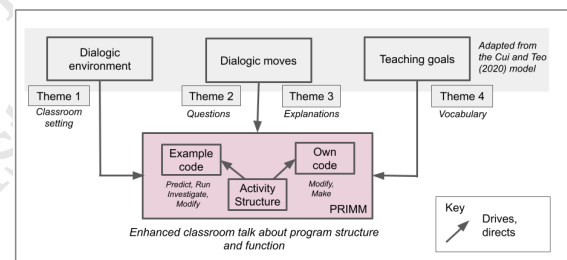 Dialogic
environment
Dialogic moves
Teaching goals
Adapted from
the Cui and Teo
(2020) model
Theme 1
Theme 2
Theme 3
Theme 4
Classroom
setting
Questions
Explanations
Vocabulary
Example
code
Own
code
Predict, Run
Investigate,
Modify
Activity
Structure
Modify,
Make
PRIMM
Enhanced classroom talk about program structure
and function
Key
Drives,
directs